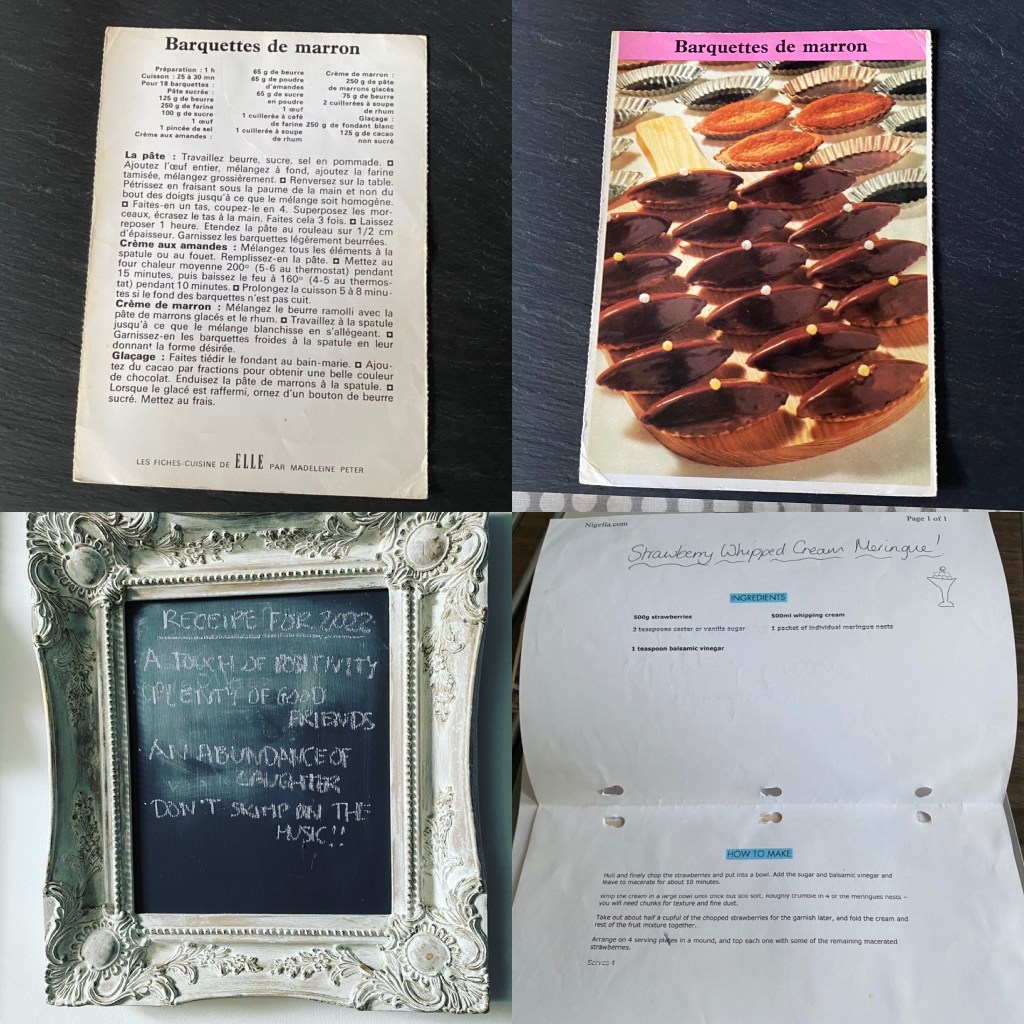 Barquettes de marron
Préparation : 1 h
Cuisson : 25 à 30 mn
Pour 18 barquettes :
Pâte sucrée :
125 g de beurre
250 g de farine
100 g de sucre
1 œuf
1 pincée de sel
Crème aux amandes :
65 g de beurre
65 g de poudre
d'amandes
65 g de sucre
en poudre
1 œuf
1 cuillerée à café
de farine
1 cuillerée à soupe
de rhum
Crème de marron :
250 g de pâte
de marrons glacés
75 g de beurre
2 cuillerées à soupe
de rhum
Glaçage :
250 g de fondant blanc
125 g de cacao
non sucré
La pâte : Travaillez beurre, sucre, sel en pommade.
Ajoutez l'œuf entier, mélangez à fond, ajoutez la farine
tamisée, mélangez grossièrement. Renversez sur la table.
Pétrissez en faisant sous la paume de la main et non du
bout des doigts jusqu'à ce que le mélange soit homogène.
Faites-en un tas, coupez-le en 4. Superposez les mor-
ceaux, écrasez le tas à la main. Faites cela 3 fois. Laissez
reposer 1 heure. Etendez la pâte au rouleau sur 1/2 cm
d'épaisseur. Garnissez les barquettes légèrement beurrées.
Crème aux amandes : Mélangez tous les éléments à la
spatule ou au fouet. Remplissez-en la pâte. Mettez au
four chaleur moyenne 200° (5-6 au thermostat) pendant
15 minutes, puis baissez le feu à 160° (4-5 au thermos-
tat) pendant 10 minutes. Prolongez la cuisson 5 à 8 minu-
tes si le fond des barquettes n'est pas cuit.
Crème de marron : Mélangez le beurre ramolli avec la
pâte de marrons glacés et le rhum. Travaillez à la spatule
jusqu'à ce que le mélange blanchisse en s'allégeant.
Garnissez-en les barquettes froides à la spatule en leur
donnant la forme désirée.
Glaçage : Faites tiédir le fondant au bain-marie. Ajou-
tez du cacao par fractions pour obtenir une belle couleur
de chocolat. Enduisez la pâte de marrons à la spatule.
Lorsque le glacé est raffermi, ornez d'un bouton de beurre
sucré. Mettez au frais.
LES FICHES-CUISINE DE ELLE PAR MADELEINE PETER
Barquettes de marron
RECEIPE FOR 2022
A TOUCH OF POSITIVITY
PLENTY OF GOOD
FRIENDS
AN ABUNDANCE OF
LAUGHTER
DON'T SKIMP ON THE
MUSIC!!
Nigella.com
Page 1 of 1
Strawberry Whipped Cream Meringue!
INGREDIENTS
500g strawberries
2 teaspoons caster or vanilla sugar
1 teaspoon balsamic vinegar
500ml whipping cream
1 packet of individual meringue nests
HOW TO MAKE
Hull and finely chop the strawberries and put into a bowl. Add the sugar and balsamic vinegar and
leave to macerate for about 10 minutes.
Whip the cream in a large bowl until thick but still soft. Roughly crumble in 4 of the meringues nests –
you will need chunks for texture and fine dust.
Take out about half a cupful of the chopped strawberries for the garnish later, and fold the cream and
rest of the fruit mixture together.
Arrange on 4 serving plates in a mound, and top each one with some of the remaining macerated
strawberries.
Serves 4